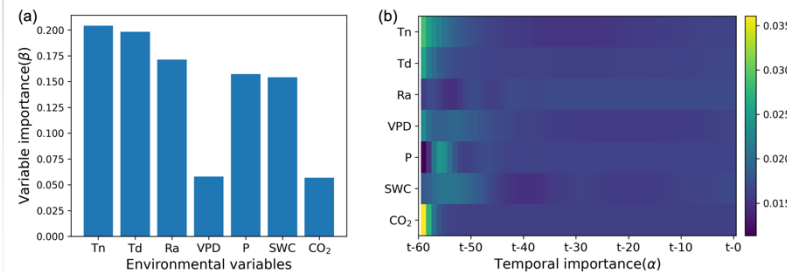 (a)
Variable importance(β)
0.200
0.175
0.150
0.125
0.100
0.075
0.050
0.025
0.000
Tn Td Ra VPD P SWC CO₂
Environmental variables
(b)
Tn
Td
Ra
VPD
P
SWC
CO₂
t-60 t-50 t-40 t-30 t-20 t-10 t-0
Temporal importance(α)
0.035
0.030
0.025
0.020
0.015